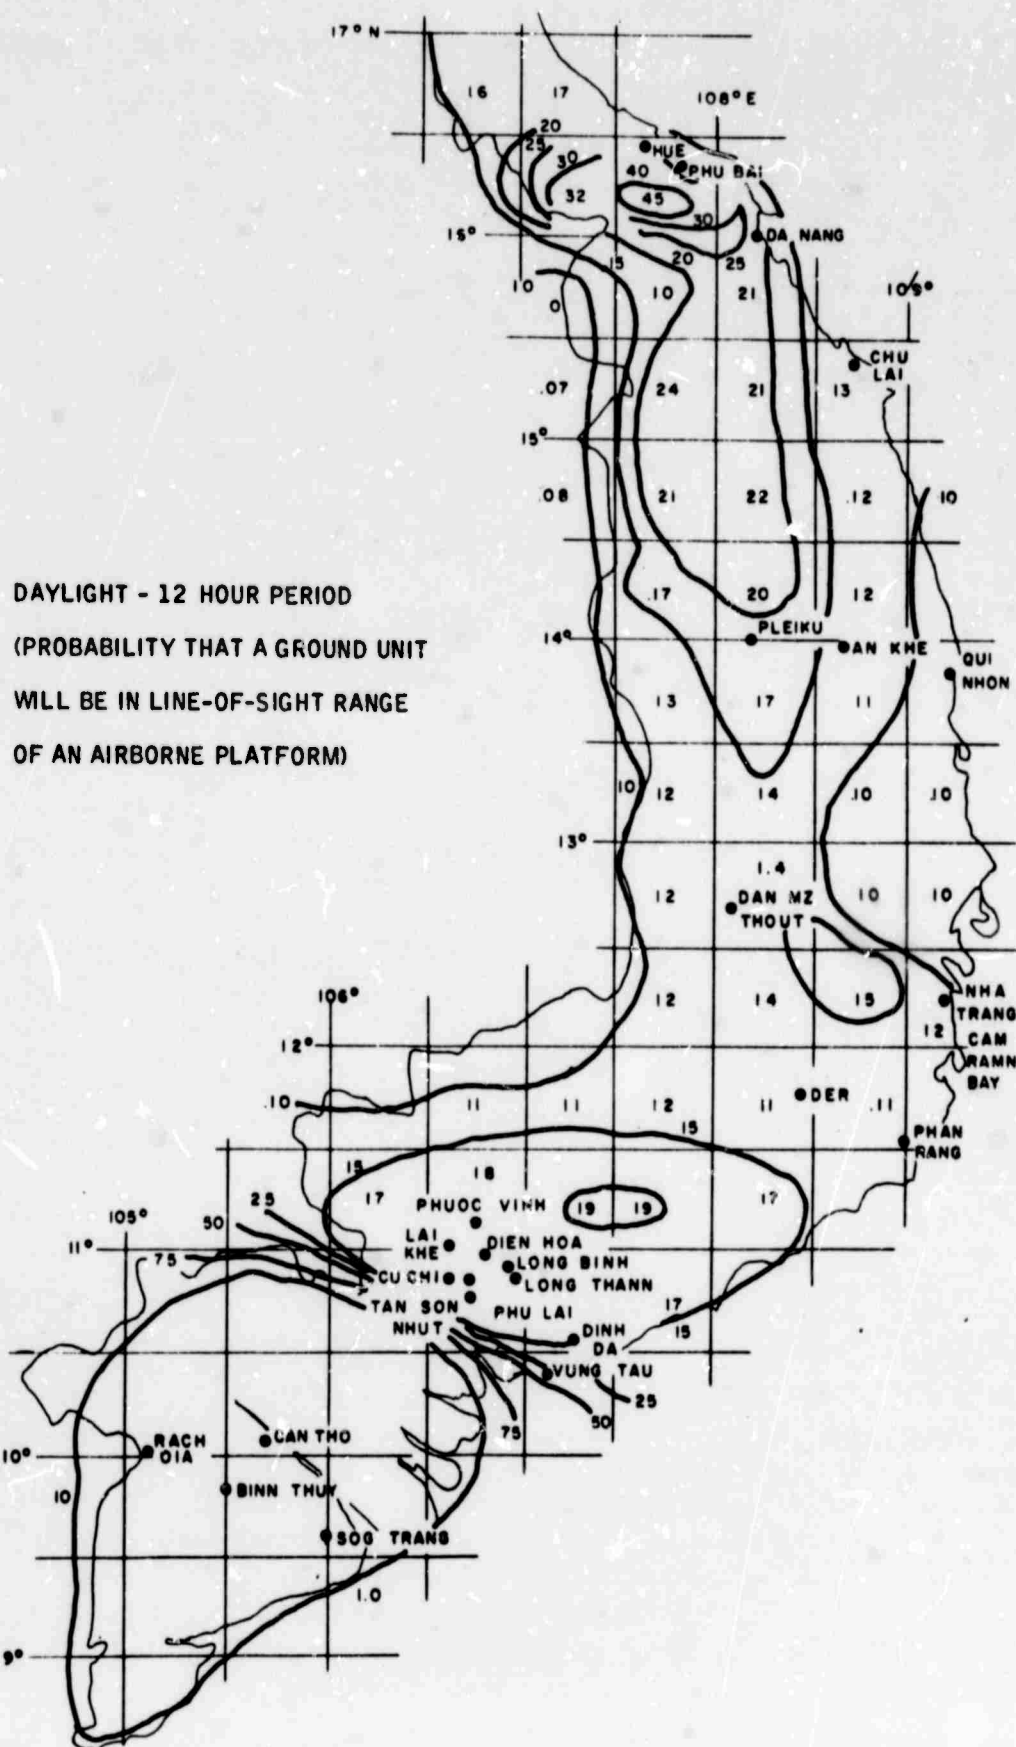 17° N
16 17
108° E
20
25
HUE
30
40 PHU BAI
32
45
30
15° DA NANG
15 20 25
10
0
10 21
109°
CHU
LAI
.07 24 21 13
15°
.08 21 22 .12 10
DAYLIGHT - 12 HOUR PERIOD
(PROBABILITY THAT A GROUND UNIT
WILL BE IN LINE-OF-SIGHT RANGE
OF AN AIRBORNE PLATFORM)
.17 20 12
PLEIKU
14° AN KHE
QUI
NHON
13 17 11
10 12 14 .10 .10
13°
1.4
12 10 10
DAN MZ
THOUT
106°
12 14 15
NHA
TRANG
12 CAM
RAMN
BAY
12°
.10 11 11 12 11 DER .11
15
PHAN
RANG
15
18
17 19 19 17
25
PHUOC VINH
105°
50
LAI
KHE
DIEN HOA
11°
75
LONG BINH
CU CHI LONG THANN
TAN SON
NHUT
PHU LAI
17
15
DINH
DA
VUNG TAU
25
50
75
CAN THO
RACH
DIA
10°
10 BINN THUY
SOG TRANG
1.0
9°